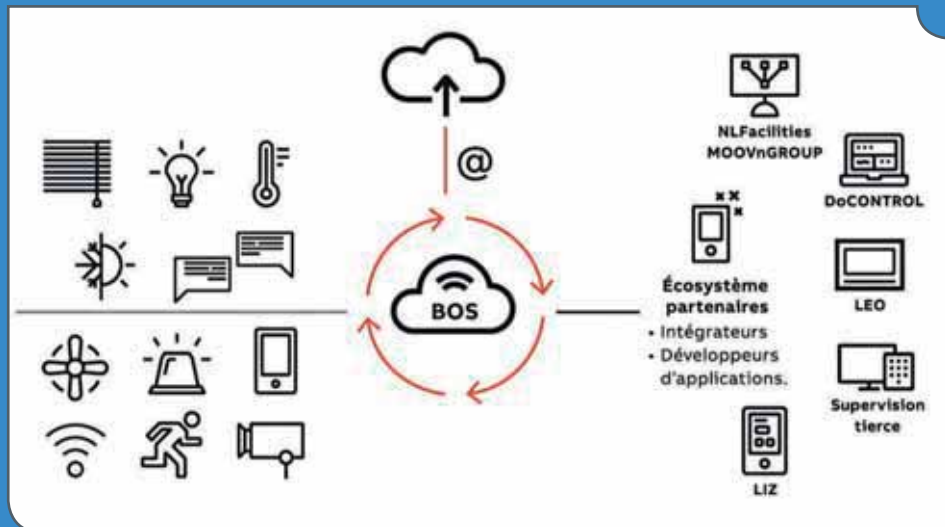 @
BOS
NLFacilities
MOOVnGROUP
DoCONTROL
Écosystème
partenaires
• Intégrateurs
• Développeurs
d'applications.
LEO
Supervision
tierce
LIZ